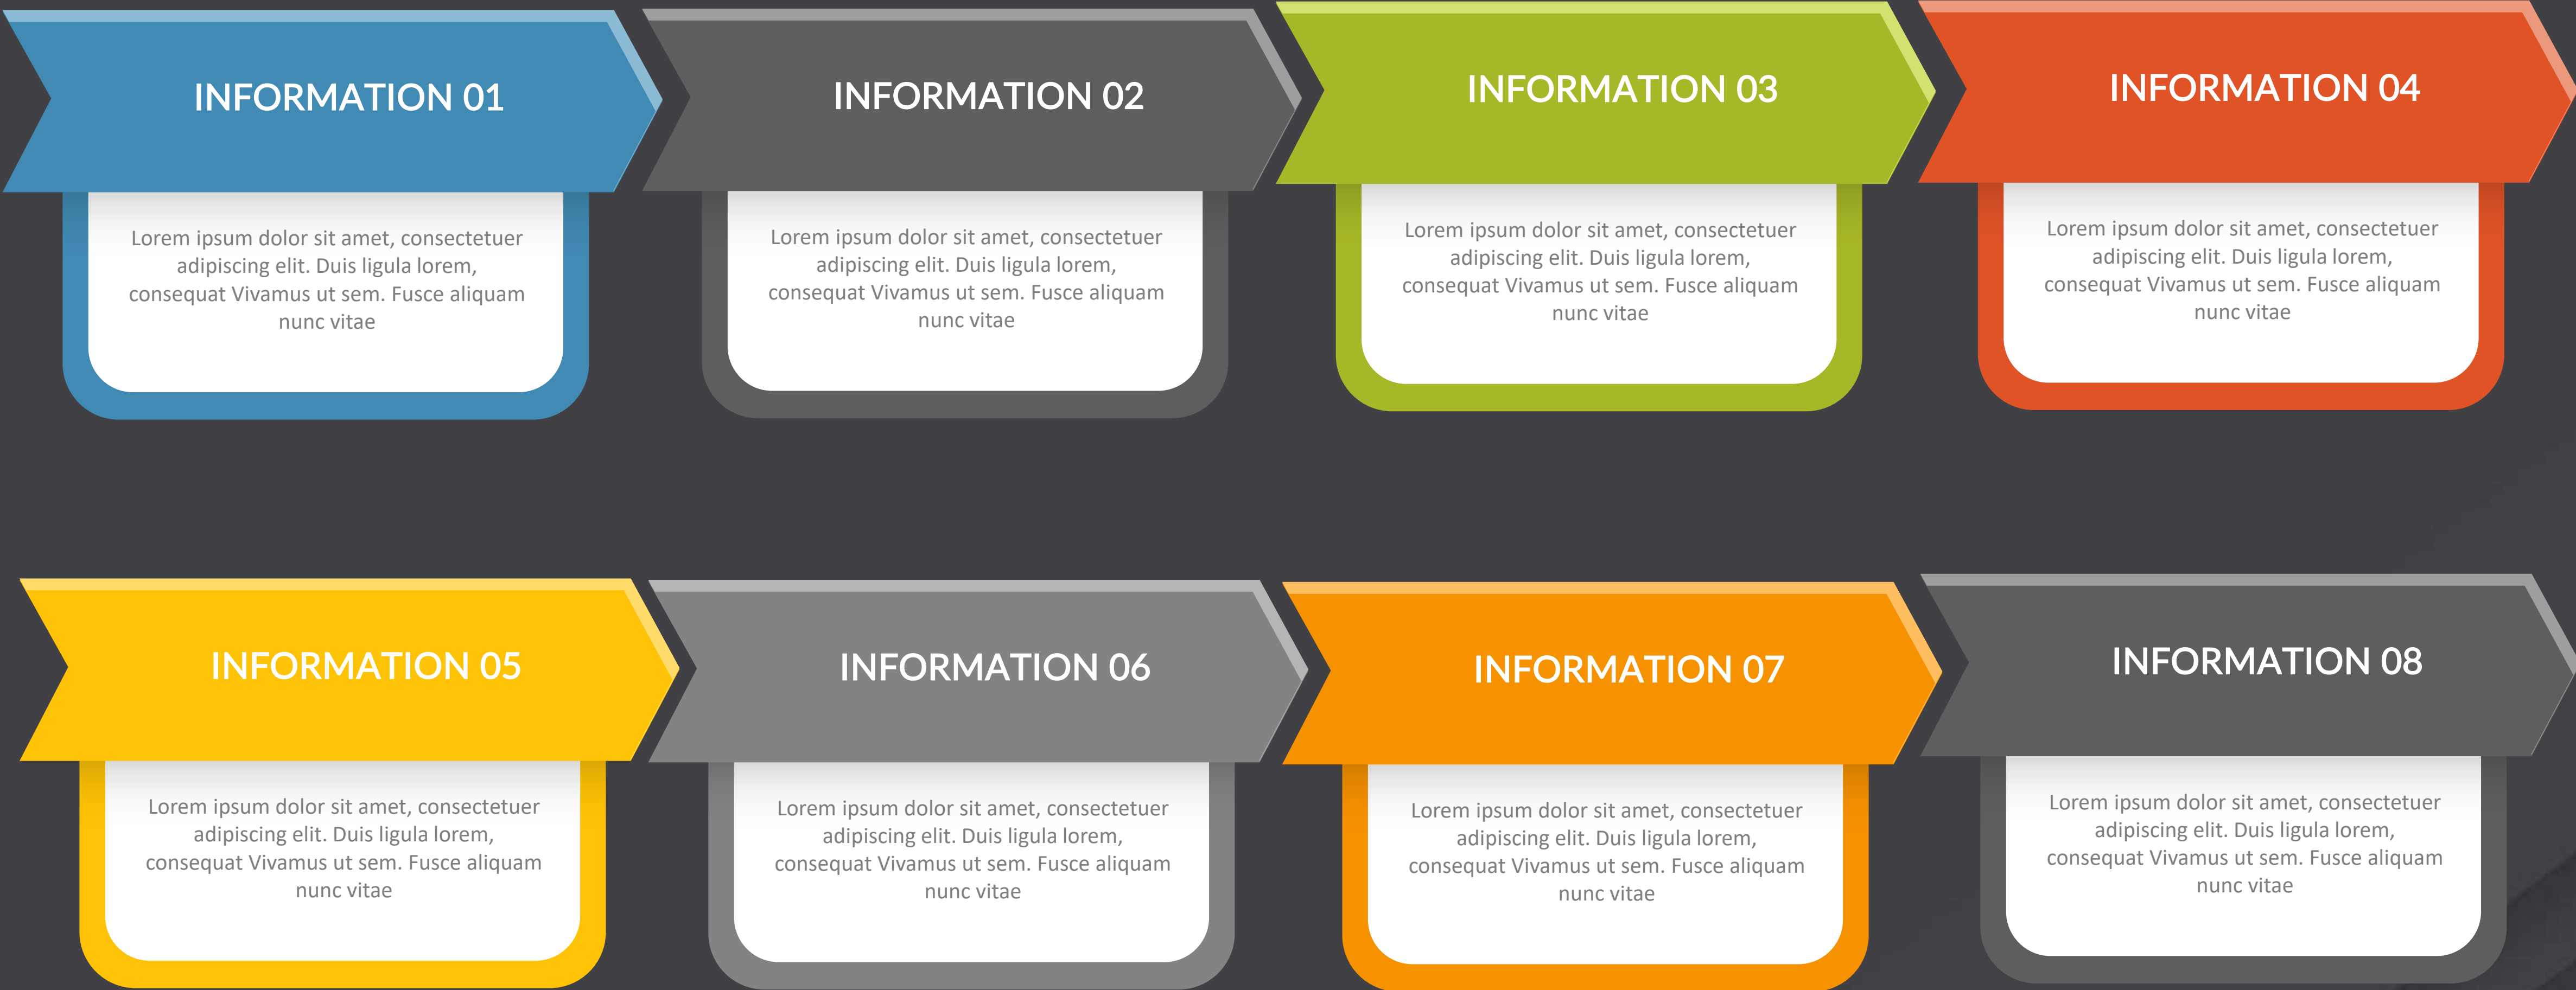 INFORMATION 01
Lorem ipsum dolor sit amet, consectetuer
adipiscing elit. Duis ligula lorem,
consequat Vivamus ut sem. Fusce aliquam
nunc vitae
INFORMATION 02
Lorem ipsum dolor sit amet, consectetuer
adipiscing elit. Duis ligula lorem,
consequat Vivamus ut sem. Fusce aliquam
nunc vitae
INFORMATION 03
Lorem ipsum dolor sit amet, consectetuer
adipiscing elit. Duis ligula lorem,
consequat Vivamus ut sem. Fusce aliquam
nunc vitae
INFORMATION 04
Lorem ipsum dolor sit amet, consectetuer
adipiscing elit. Duis ligula lorem,
consequat Vivamus ut sem. Fusce aliquam
nunc vitae
INFORMATION 05
Lorem ipsum dolor sit amet, consectetuer
adipiscing elit. Duis ligula lorem,
consequat Vivamus ut sem. Fusce aliquam
nunc vitae
INFORMATION 06
Lorem ipsum dolor sit amet, consectetuer
adipiscing elit. Duis ligula lorem,
consequat Vivamus ut sem. Fusce aliquam
nunc vitae
INFORMATION 07
Lorem ipsum dolor sit amet, consectetuer
adipiscing elit. Duis ligula lorem,
consequat Vivamus ut sem. Fusce aliquam
nunc vitae
INFORMATION 08
Lorem ipsum dolor sit amet, consectetuer
adipiscing elit. Duis ligula lorem,
consequat Vivamus ut sem. Fusce aliquam
nunc vitae